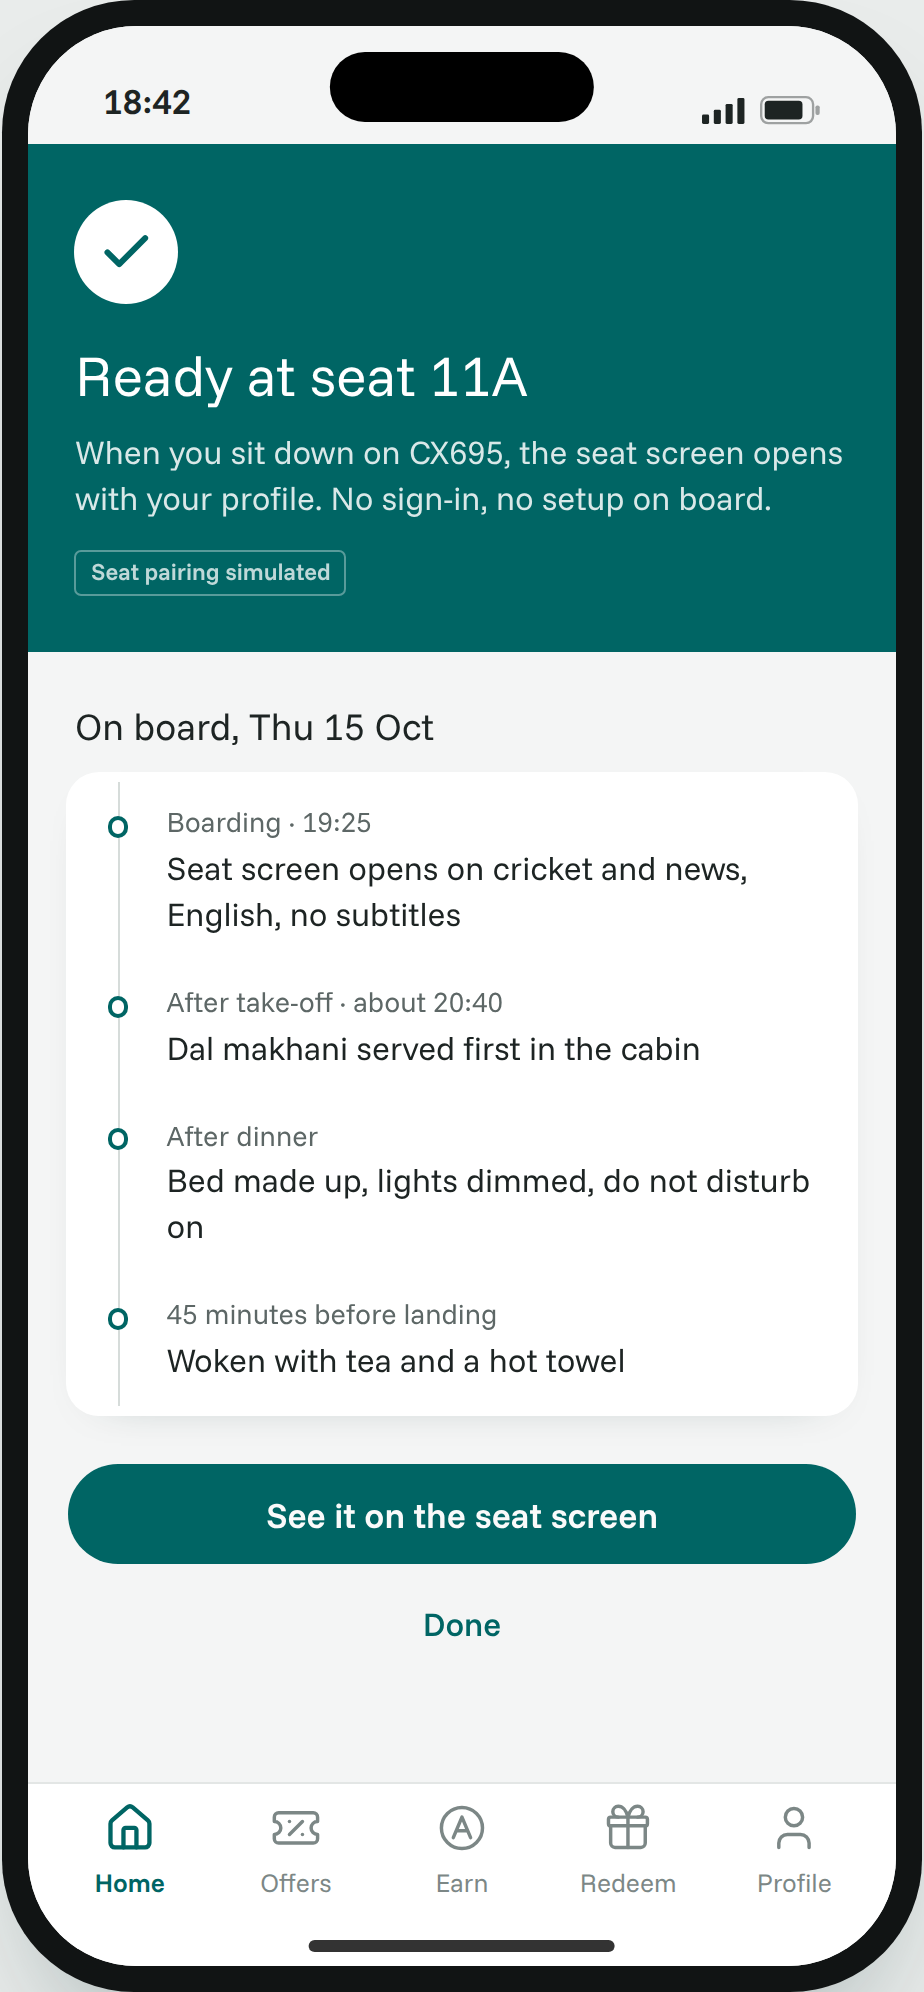 18:42
Ready at seat 11A
When you sit down on CX695, the seat screen opens
with your profile. No sign-in, no setup on board.
Seat pairing simulated
On board, Thu 15 Oct
Boarding · 19:25
Seat screen opens on cricket and news,
English, no subtitles
After take-off · about 20:40
Dal makhani served first in the cabin
After dinner
Bed made up, lights dimmed, do not disturb
on
45 minutes before landing
Woken with tea and a hot towel
See it on the seat screen
Done
Home
Offers
Earn
Redeem
Profile